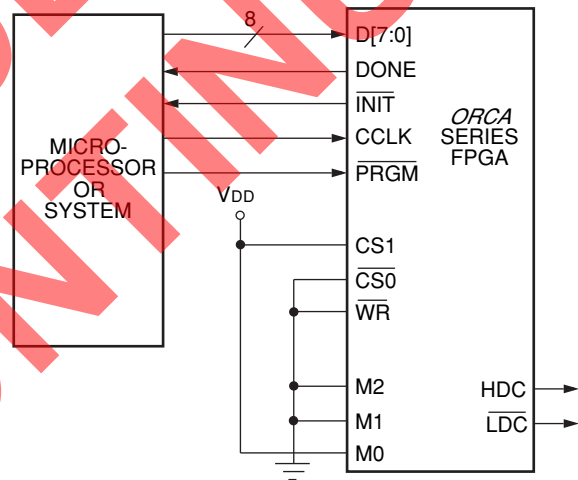 8
D[7:0]
DONE
INIT
CCLK
PRGM
CS1
CS0
WR
M2
M1
M0
MICRO-
PROCESSOR
OR
SYSTEM
VDD
ORCA
SERIES
FPGA
HDC
LDC